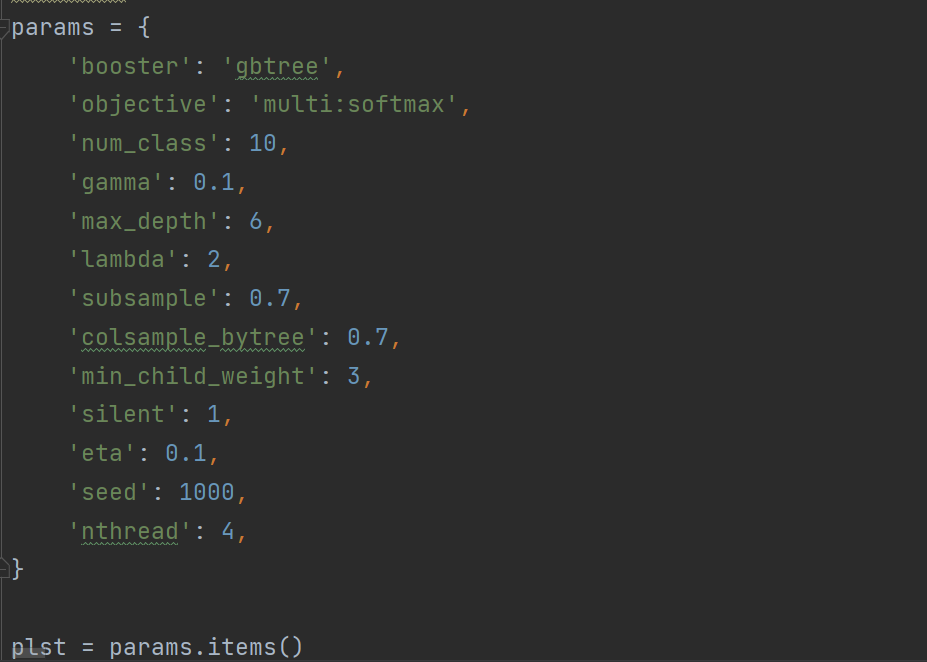 params = {
    'booster': 'gbtree',
    'objective': 'multi:softmax',
    'num_class': 10,
    'gamma': 0.1,
    'max_depth': 6,
    'lambda': 2,
    'subsample': 0.7,
    'colsample_bytree': 0.7,
    'min_child_weight': 3,
    'silent': 1,
    'eta': 0.1,
    'seed': 1000,
    'nthread': 4,
}
plst = params.items()